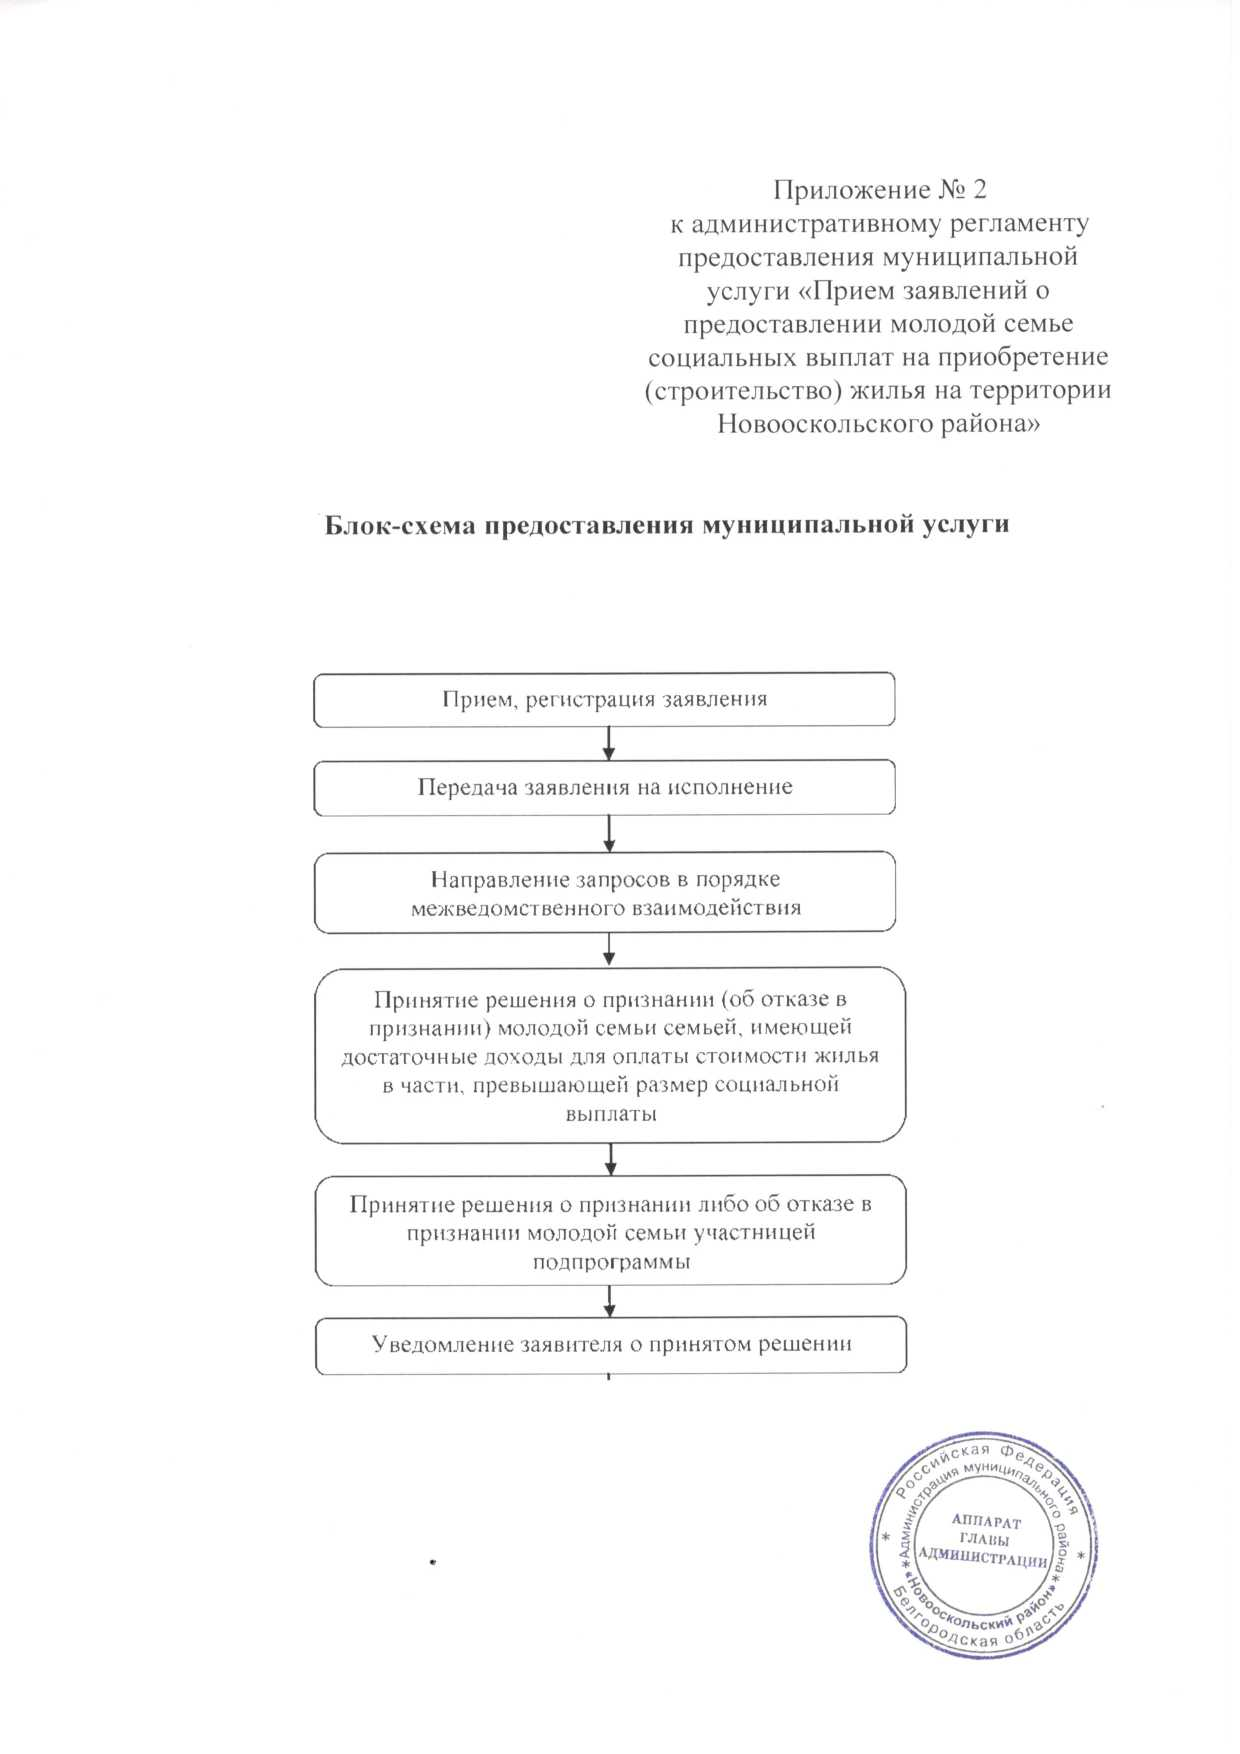 Приложение № 2
к административному регламенту
предоставления муниципальной
услуги «Прием заявлений о
предоставлении молодой семье
социальных выплат на приобретение
(строительство) жилья на территории
Новооскольского района»
Блок-схема предоставления муниципальной услуги
Прием, регистрация заявления
Передача заявления на исполнение
Направление запросов в порядке
межведомственного взаимодействия
Принятие решения о признании (об отказе в
признании) молодой семьи семьей, имеющей
достаточные доходы для оплаты стоимости жилья
в части, превышающей размер социальной
выплаты
Принятие решения о признании либо об отказе в
признании молодой семьи участницей
подпрограммы
Уведомление заявителя о принятом решении
Российская Федерация
* Белгородская область *
*Администрация муниципального района*
«Новооскольский район»
АППАРАТ
ГЛАВЫ
АДМИНИСТРАЦИИ